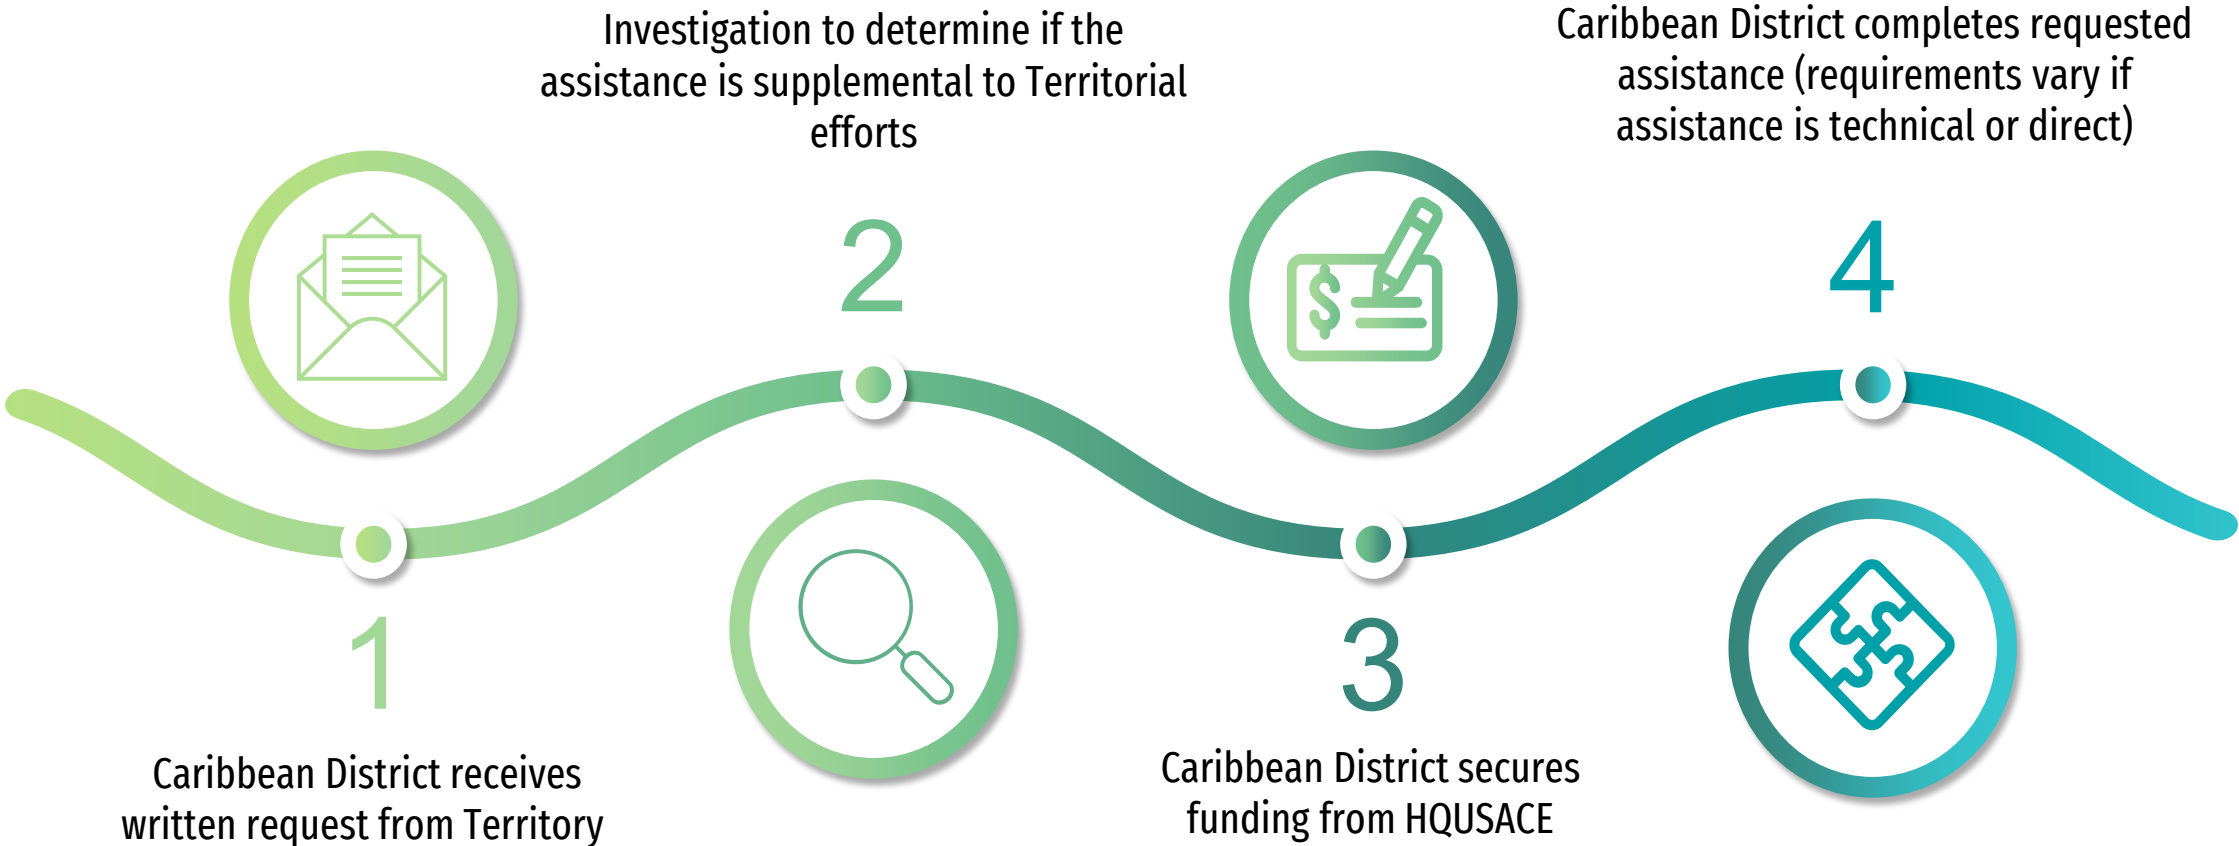 1
Caribbean District receives
written request from Territory
Investigation to determine if the
assistance is supplemental to Territorial
efforts
2
$
3
Caribbean District secures
funding from HQUSACE
Caribbean District completes requested
assistance (requirements vary if
assistance is technical or direct)
4